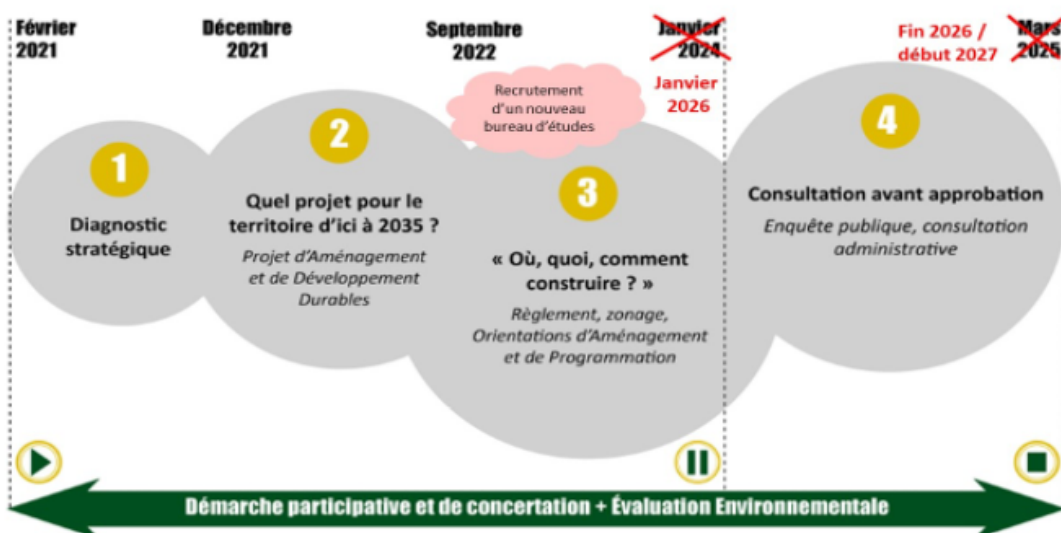 Février
2021
Décembre
2021
Septembre
2022
Janvier
2024
Janvier
2026
Fin 2026 /
début 2027
Mars
2025
Recrutement
d'un nouveau
bureau d'études
1
Diagnostic
stratégique
2
Quel projet pour le
territoire d'ici à 2035 ?
Projet d'Aménagement
et de Développement
Durables
3
« Où, quoi, comment
construire ? »
Règlement, zonage,
Orientations d'Aménagement
et de Programmation
4
Consultation avant approbation
Enquête publique, consultation
administrative
Démarche participative et de concertation + Évaluation Environnementale